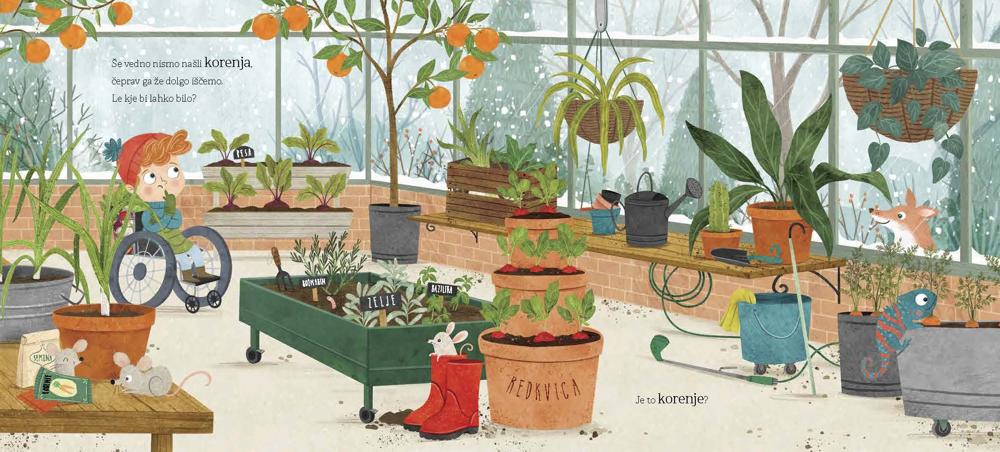 Še vedno nismo našli korenja,
čeprav ga že dolgo iščemo.
Le kje bi lahko bilo?
PESA
ROZMARIN
ZELJE
BAZILIKA
SEMENA
KORENJE
REDKVICA
Je to korenje?